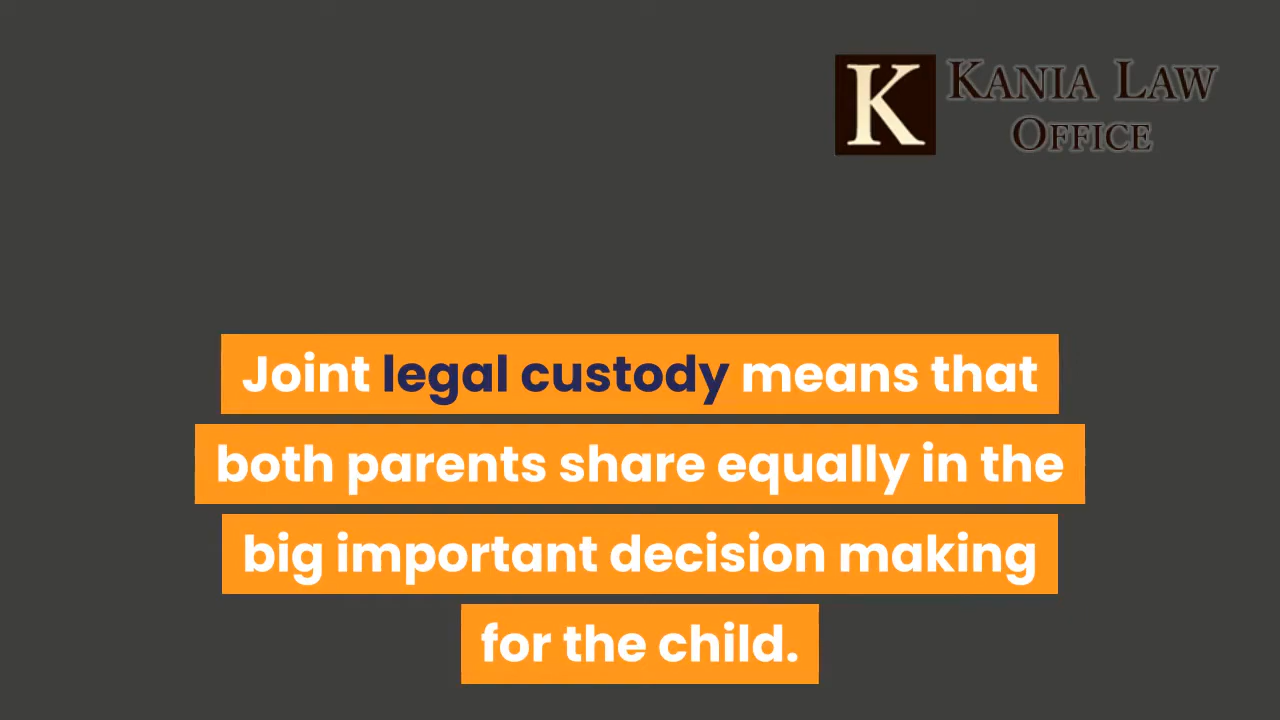 K
KANIA LAW
OFFICE
Joint legal custody means that
both parents share equally in the
big important decision making
for the child.